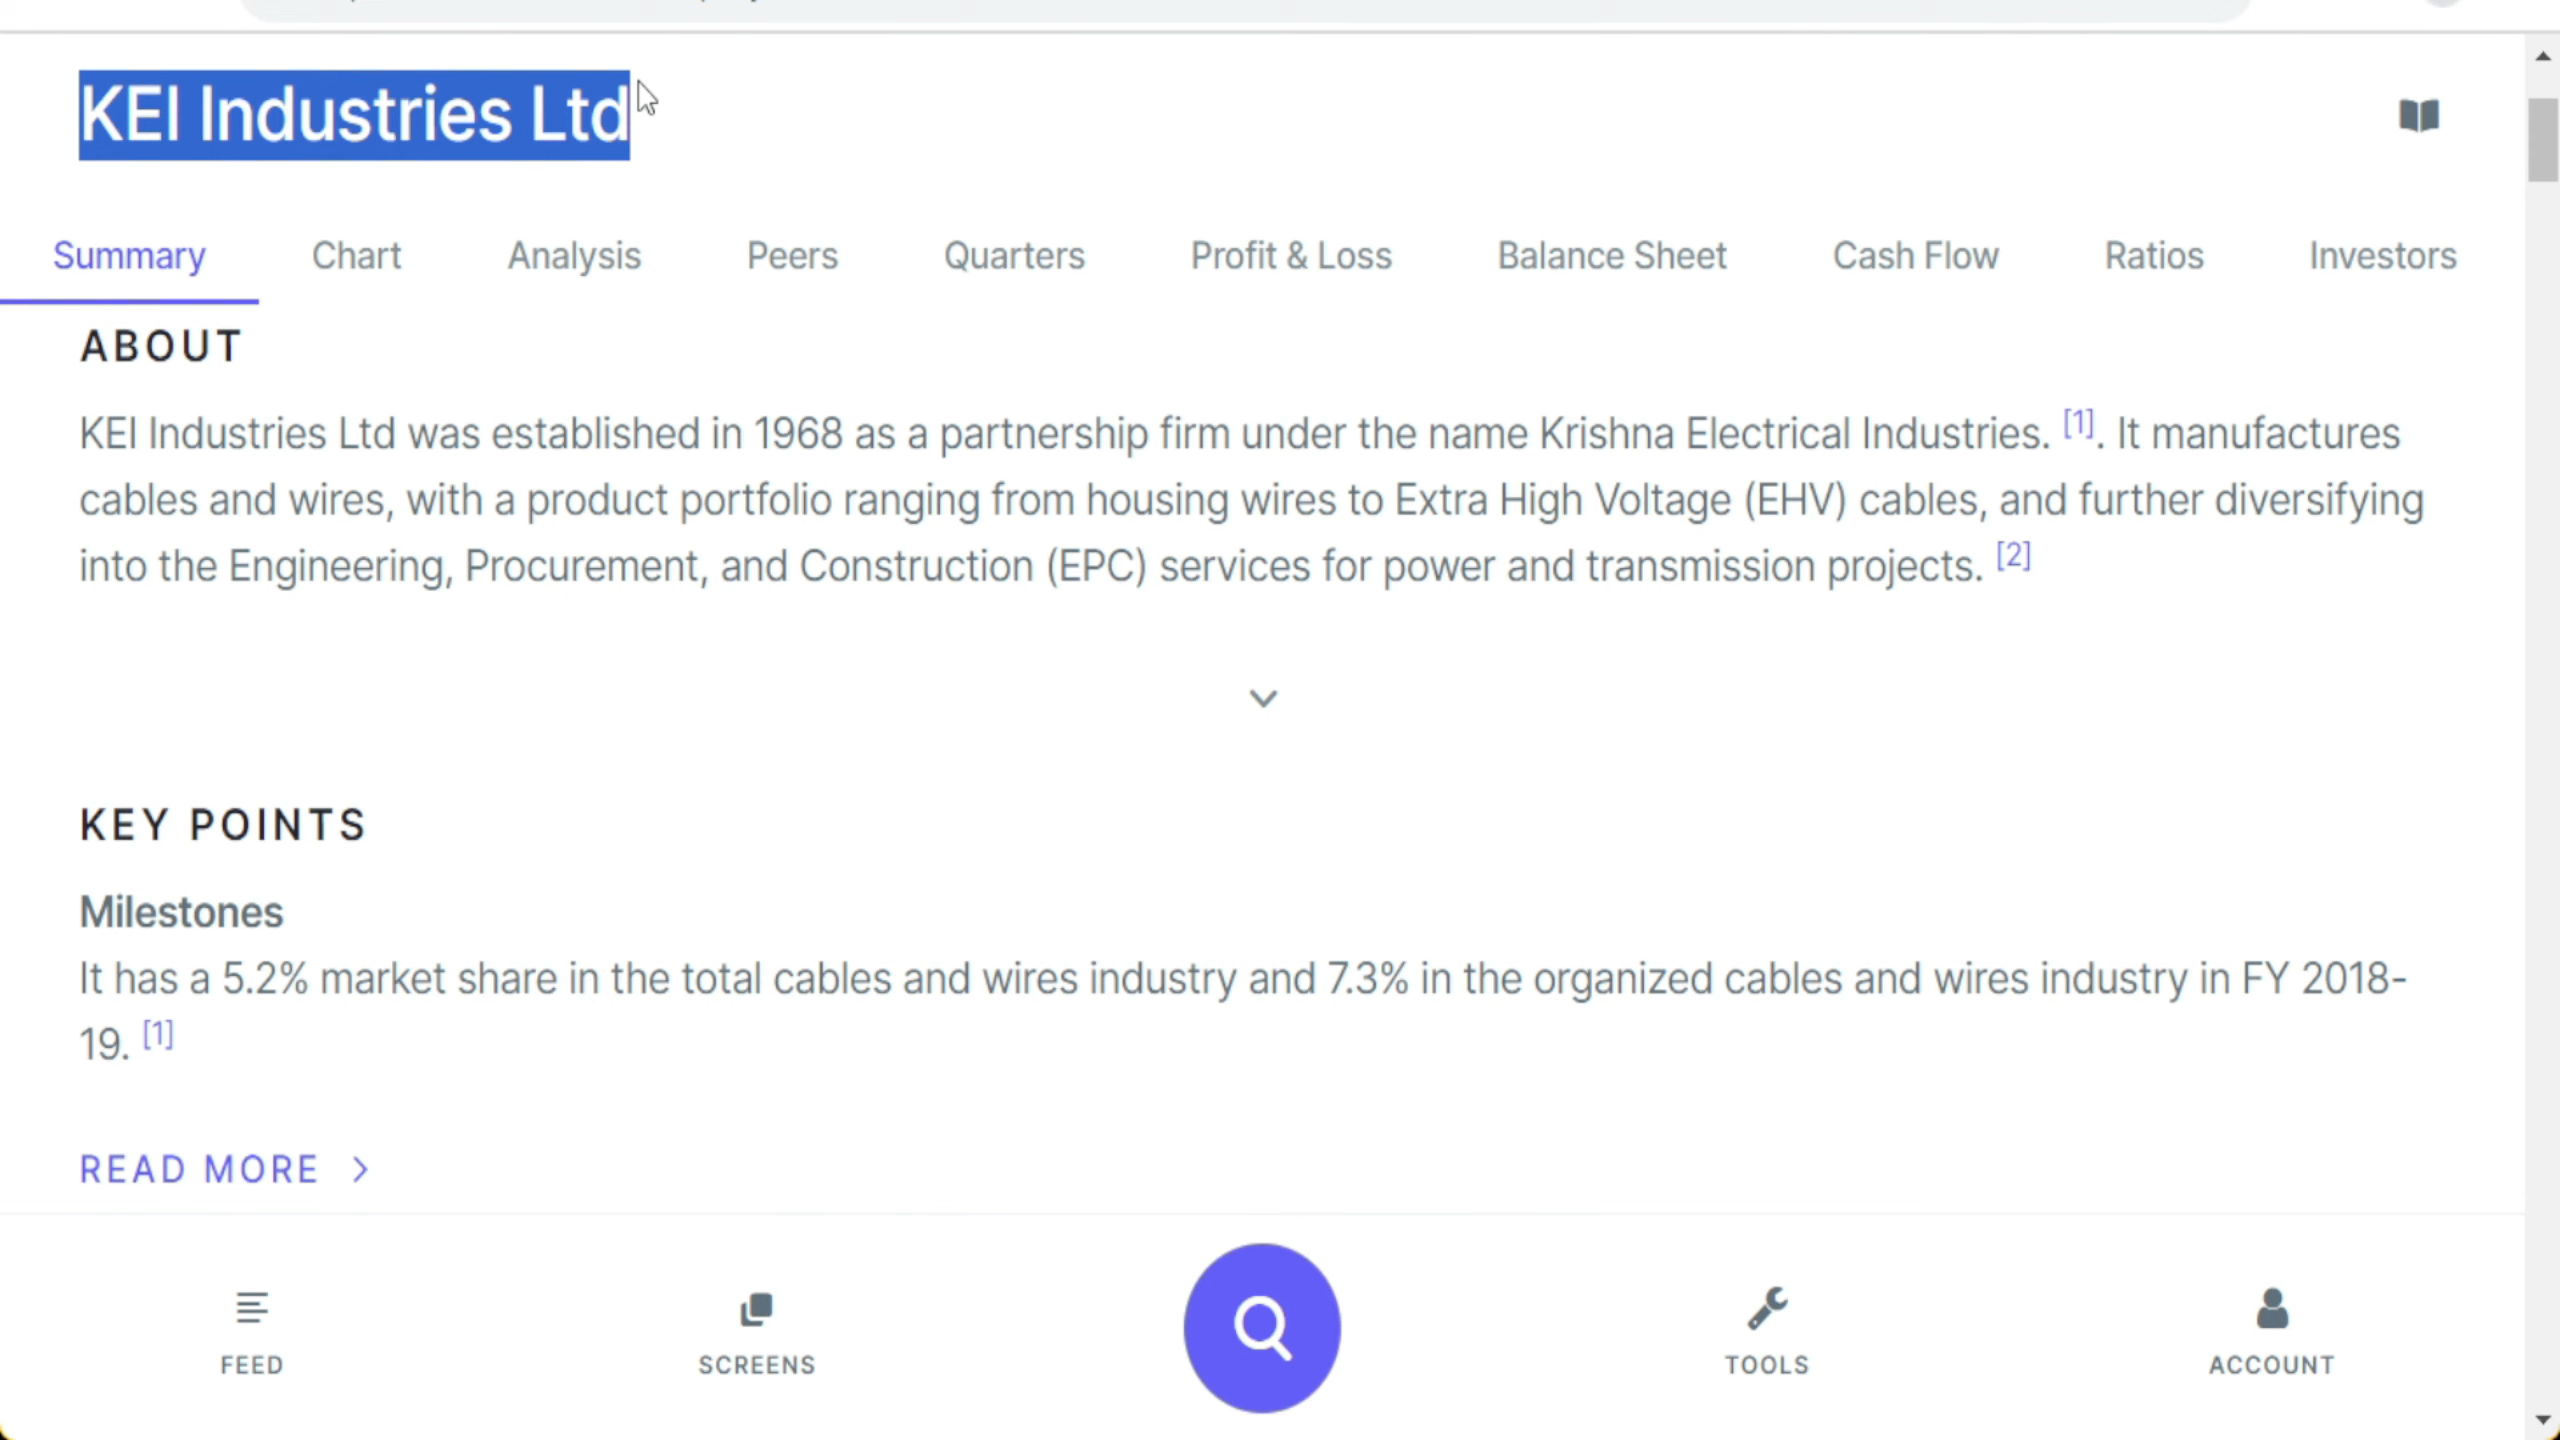 KEI Industries Ltd
Summary Chart Analysis Peers Quarters Profit & Loss Balance Sheet Cash Flow Ratios Investors
ABOUT
KEI Industries Ltd was established in 1968 as a partnership firm under the name Krishna Electrical Industries. [1]. It manufactures
cables and wires, with a product portfolio ranging from housing wires to Extra High Voltage (EHV) cables, and further diversifying
into the Engineering, Procurement, and Construction (EPC) services for power and transmission projects. [2]
KEY POINTS
Milestones
It has a 5.2% market share in the total cables and wires industry and 7.3% in the organized cables and wires industry in FY 2018-
19. [1]
READ MORE
FEED SCREENS TOOLS ACCOUNT